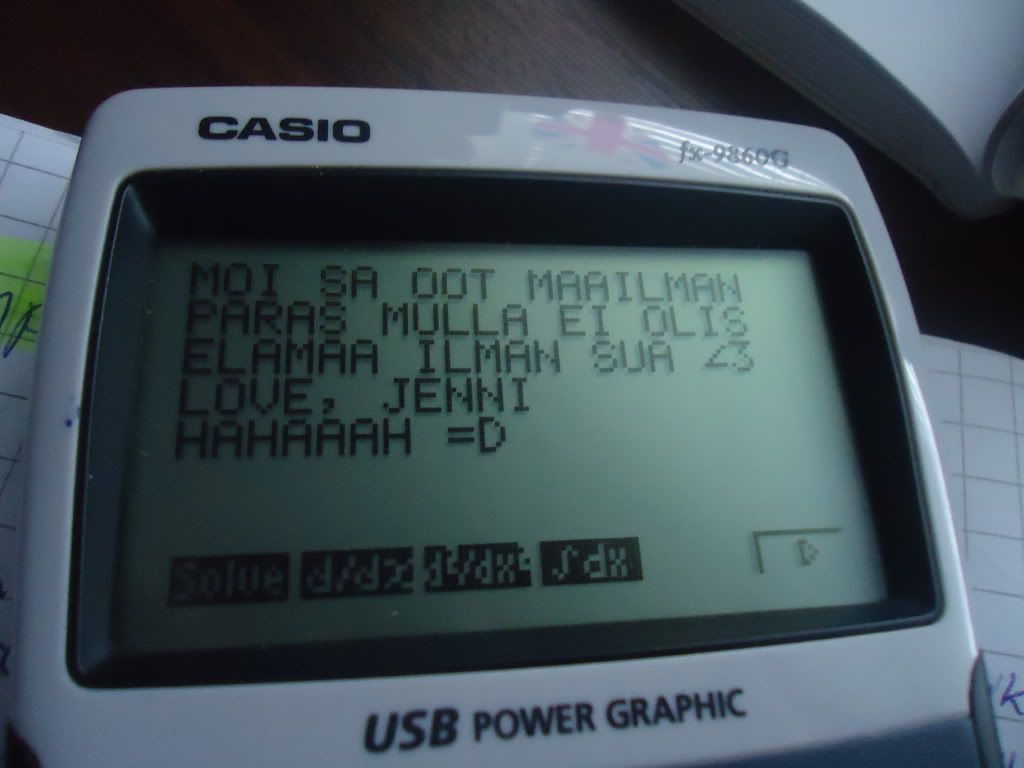 CASIO
fx-9860G
MOI SA OOT MAAILMAN
PARAS MULLA EI OLIS
ELAMAA ILMAN SUA <3
LOVE, JENNI
HAHAAAH =D
Solve d/dx d²/dx² ∫dx ▷
USB POWER GRAPHIC